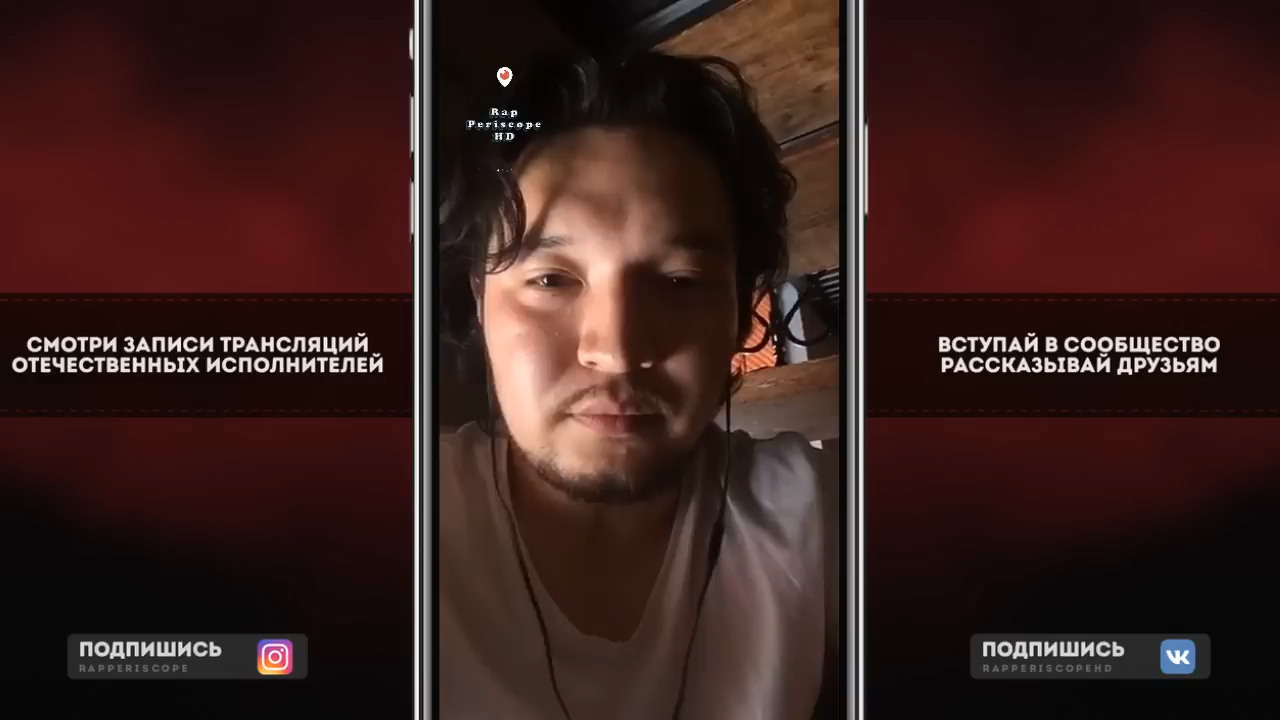 Rap
Periscope
HD
СМОТРИ ЗАПИСИ ТРАНСЛЯЦИЙ
ОТЕЧЕСТВЕННЫХ ИСПОЛНИТЕЛЕЙ
ВСТУПАЙ В СООБЩЕСТВО
РАССКАЗЫВАЙ ДРУЗЬЯМ
ПОДПИШИСЬ
RAPPERISCOPE
ПОДПИШИСЬ
RAPPERISCOPEHD